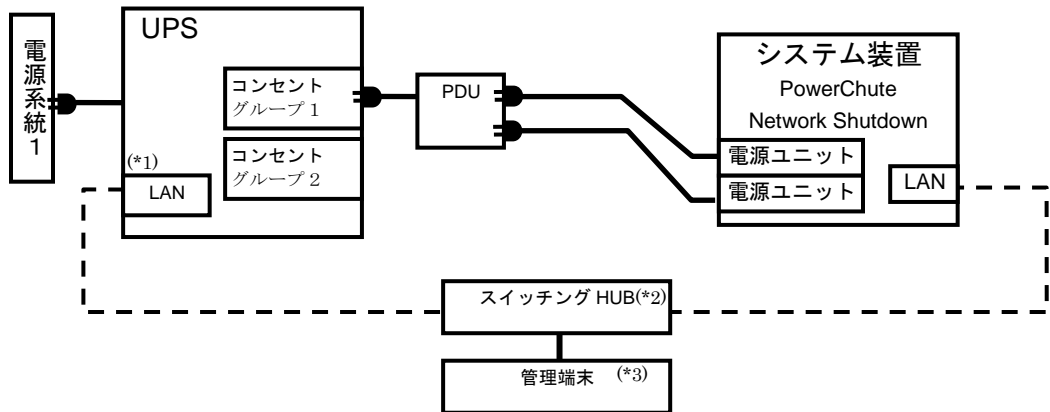 電源系統1
UPS
コンセント
グループ 1
コンセント
グループ 2
(*1)
LAN
PDU
システム装置
PowerChute
Network Shutdown
電源ユニット
電源ユニット
LAN
スイッチング HUB(*2)
管理端末 (*3)